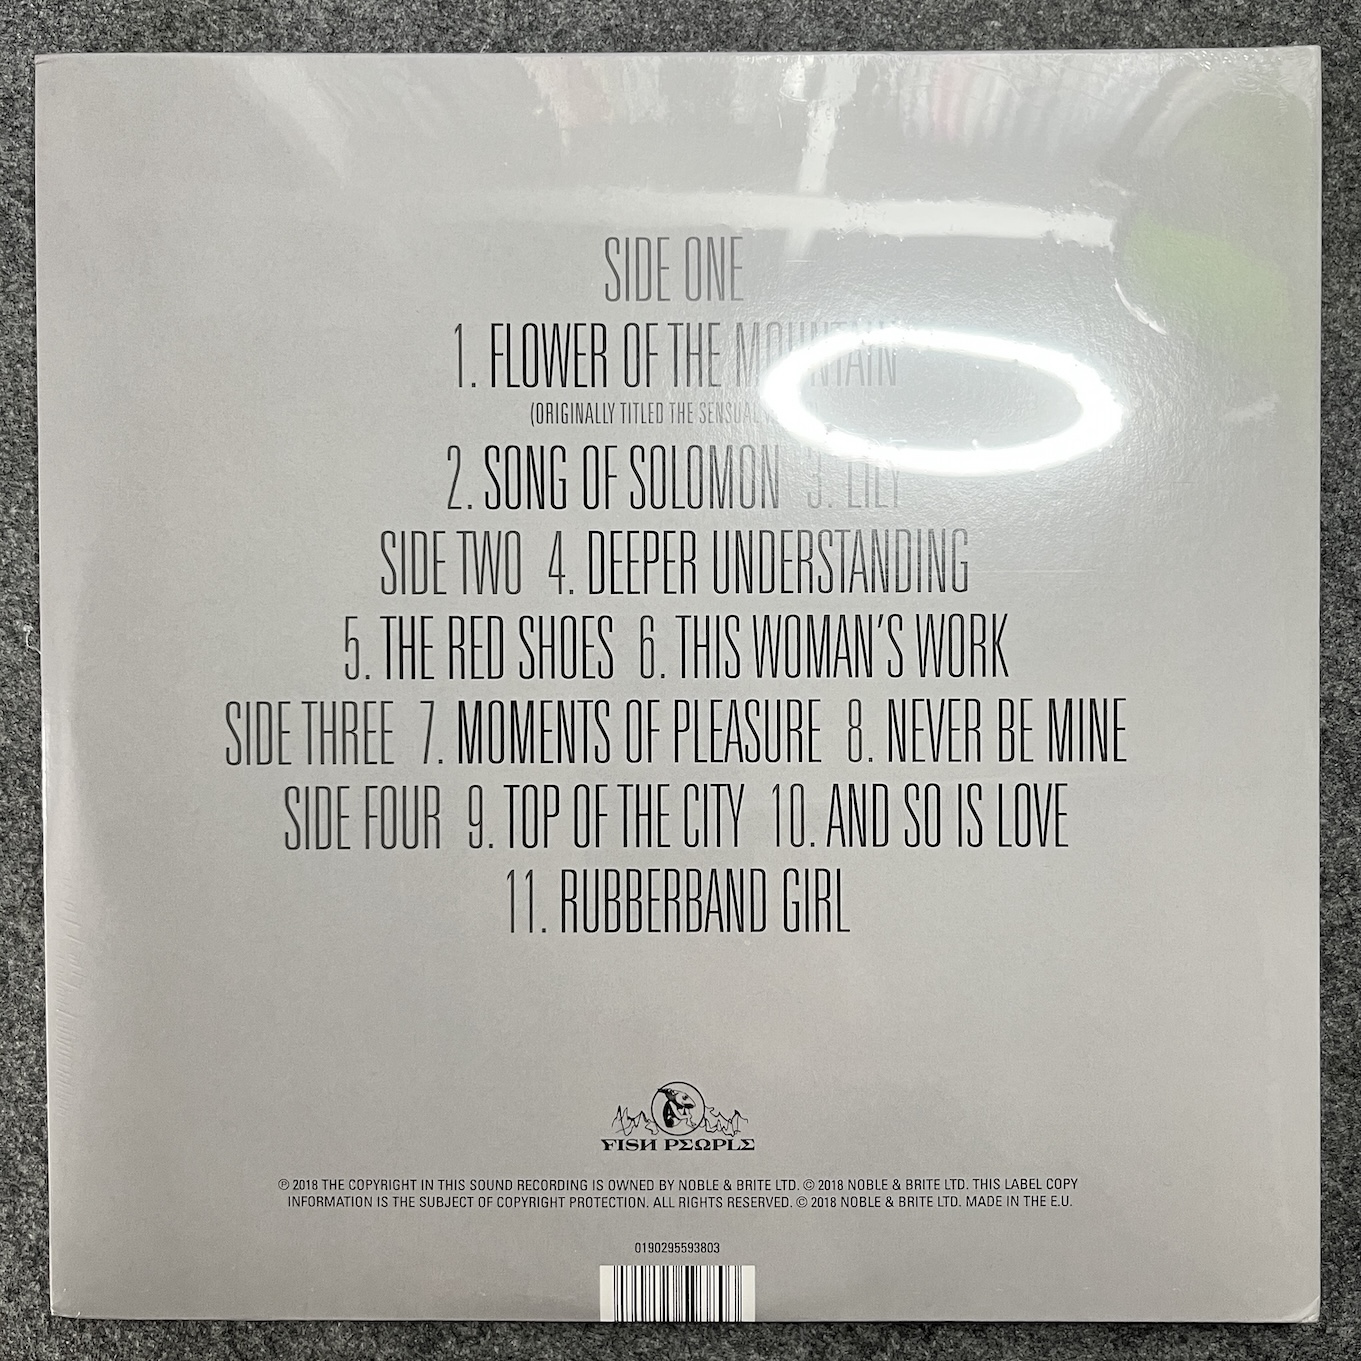 SIDE ONE
1. FLOWER OF THE MOUNTAIN
(ORIGINALLY TITLED THE SENSUAL
2. SONG OF SOLOMON 3. LILY
SIDE TWO 4. DEEPER UNDERSTANDING
5. THE RED SHOES 6. THIS WOMAN'S WORK
SIDE THREE 7. MOMENTS OF PLEASURE 8. NEVER BE MINE
SIDE FOUR 9. TOP OF THE CITY 10. AND SO IS LOVE
11. RUBBERBAND GIRL
FISH PEOPLE
℗ 2018 THE COPYRIGHT IN THIS SOUND RECORDING IS OWNED BY NOBLE & BRITE LTD. © 2018 NOBLE & BRITE LTD. THIS LABEL COPY
INFORMATION IS THE SUBJECT OF COPYRIGHT PROTECTION. ALL RIGHTS RESERVED. © 2018 NOBLE & BRITE LTD. MADE IN THE E.U.
0190295593803